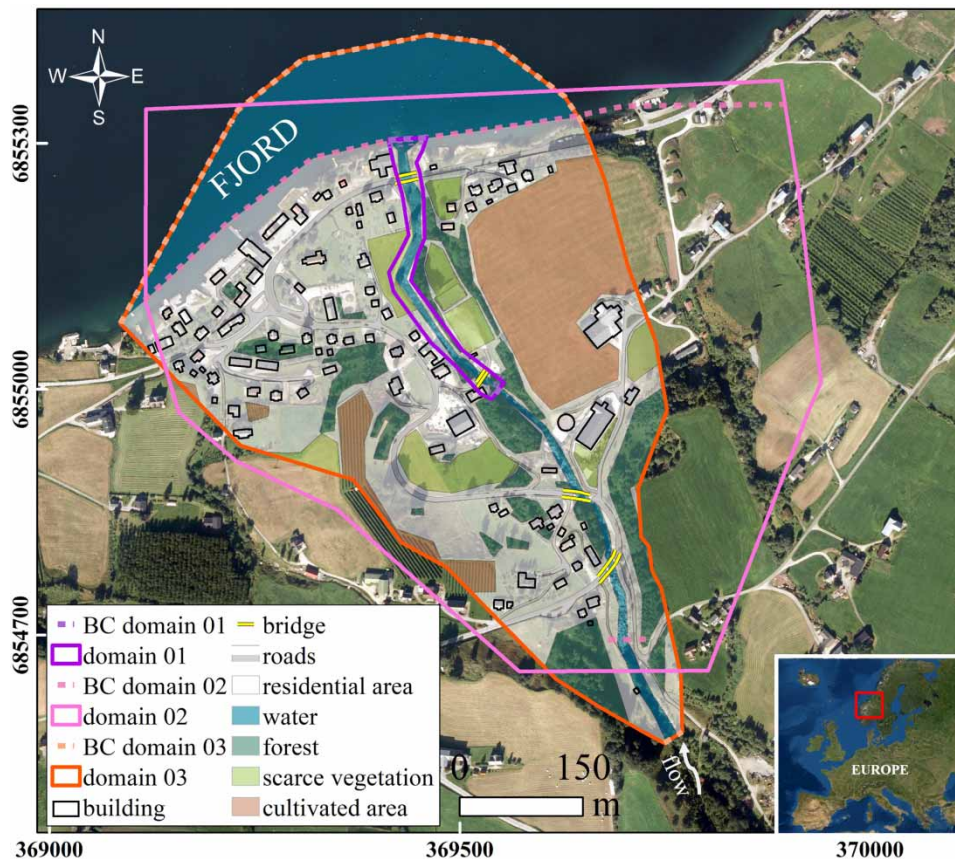 N
W E
S
6855300
FJORD
6855000
6854700
BC domain 01
domain 01
BC domain 02
domain 02
BC domain 03
domain 03
building
bridge
roads
residential area
water
forest
scarce vegetation
cultivated area
0 150
m
flow
EUROPE
369000 369500 370000